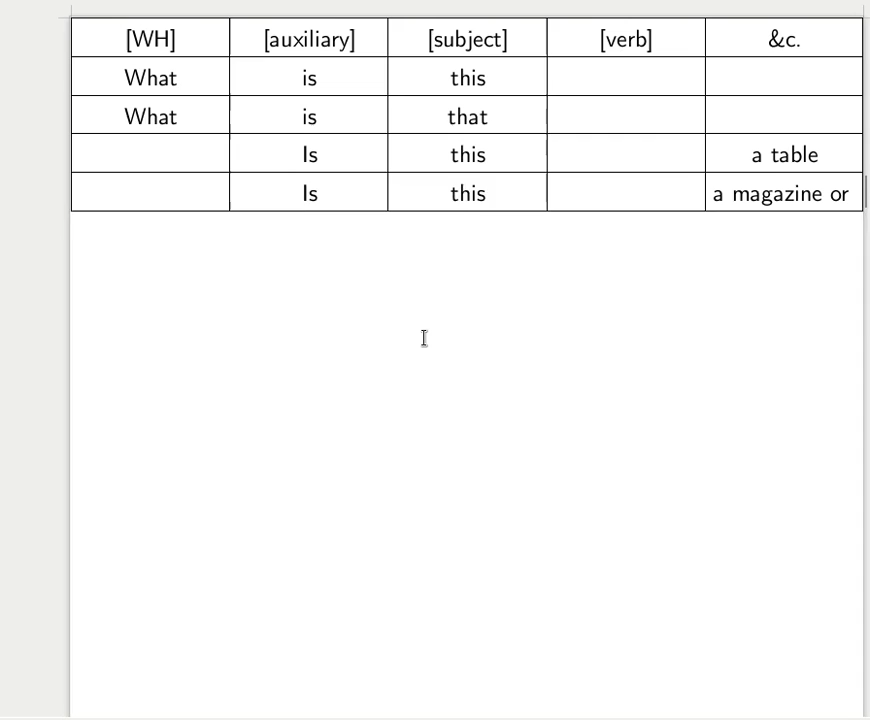 [WH] [auxiliary] [subject] [verb] &c.
What is this
What is that
Is this a table
Is this a magazine or